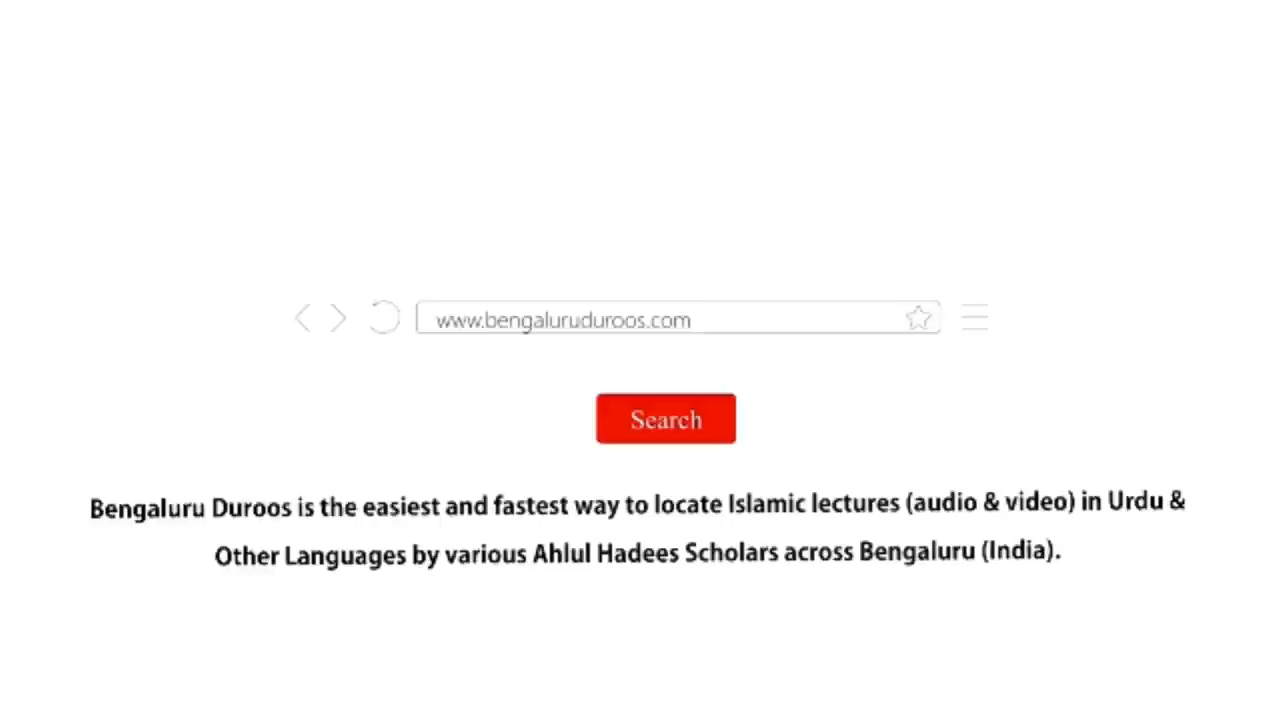 www.bengaluruduroos.com
Search
Bengaluru Duroos is the easiest and fastest way to locate Islamic lectures (audio & video) in Urdu &
Other Languages by various Ahlul Hadees Scholars across Bengaluru (India).